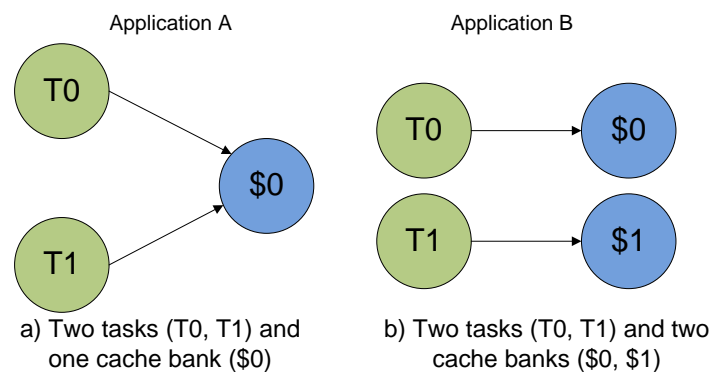 Application A
T0
T1
$0
a) Two tasks (T0, T1) and
one cache bank ($0)
Application B
T0
$0
T1
$1
b) Two tasks (T0, T1) and two
cache banks ($0, $1)